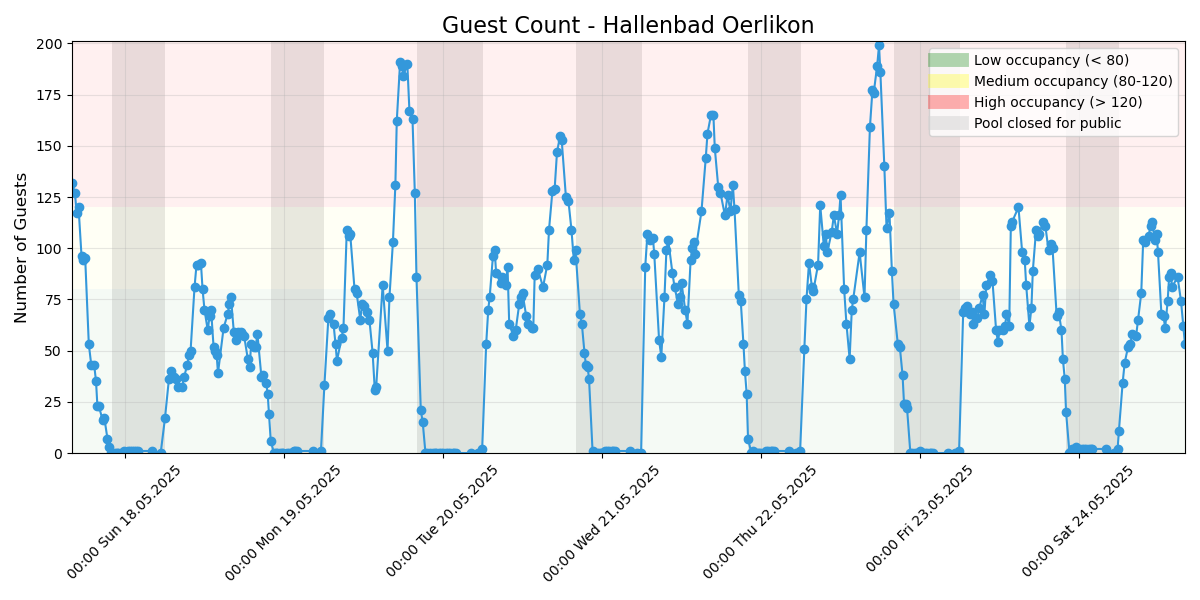 Guest Count - Hallenbad Oerlikon
Number of Guests
200
175
150
125
100
75
50
25
0
Low occupancy (< 80)
Medium occupancy (80-120)
High occupancy (> 120)
Pool closed for public
00:00 Sun 18.05.2025
00:00 Mon 19.05.2025
00:00 Tue 20.05.2025
00:00 Wed 21.05.2025
00:00 Thu 22.05.2025
00:00 Fri 23.05.2025
00:00 Sat 24.05.2025